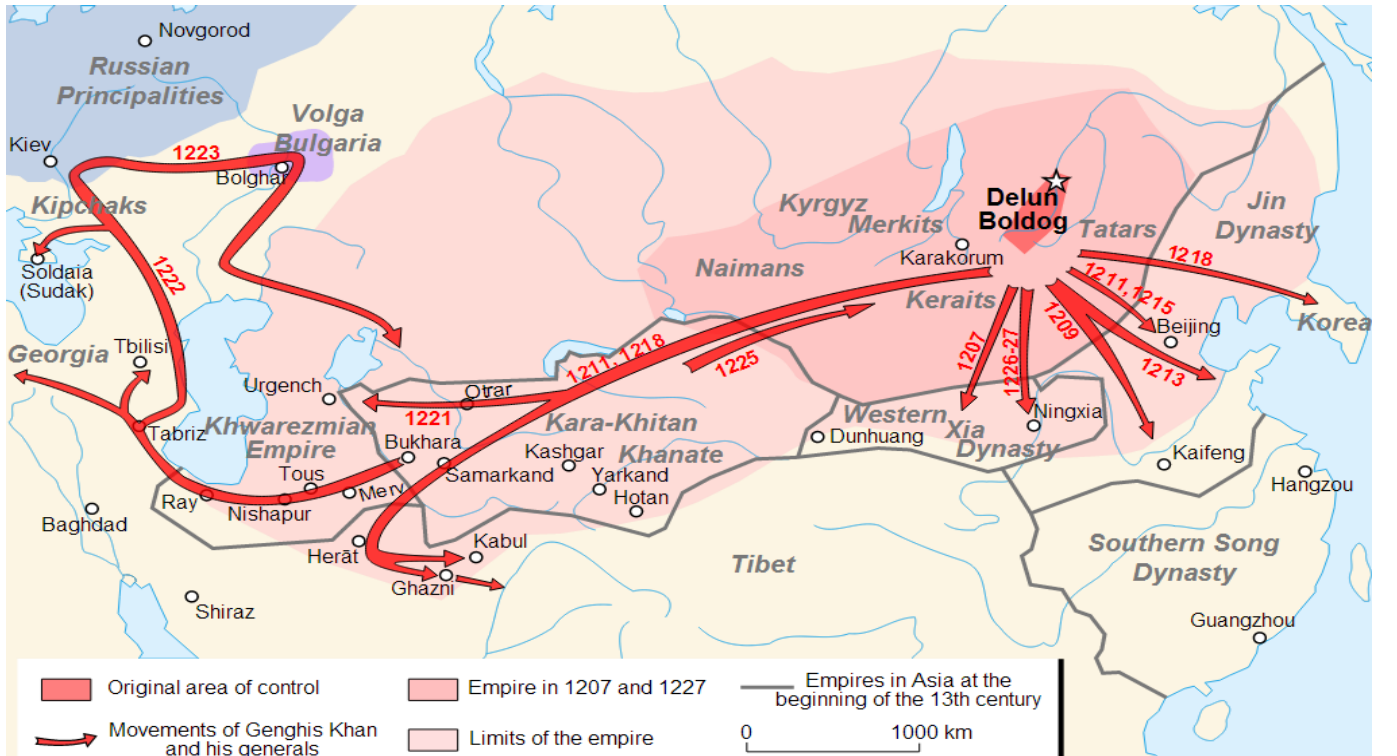 Novgorod
Russian
Principalities
Volga
Bulgaria
Kiev
1223
Bolghar
Kipchaks
Soldaia
(Sudak)
1222
Georgia
Tbilisi
Tabriz
Urgench
Khwarezmian
Empire
Otrar
1221
1211, 1218
1225
Kara-Khitan
Khanate
Bukhara
Samarkand
Kashgar
Yarkand
Hotan
Tous
Merv
Ray
Nishapur
Baghdad
Herāt
Kabul
Ghazni
Shiraz
Kyrgyz
Merkits
Naimans
Delun
Boldog
Karakorum
Keraits
Tatars
Jin
Dynasty
1218
1211,1215
Beijing
Korea
1209
1213
1207
1226-27
Western
Xia
Dynasty
Ningxia
Dunhuang
Kaifeng
Hangzou
Tibet
Southern Song
Dynasty
Guangzhou
Original area of control
Empire in 1207 and 1227
Empires in Asia at the
beginning of the 13th century
Movements of Genghis Khan
and his generals
Limits of the empire
0 1000 km